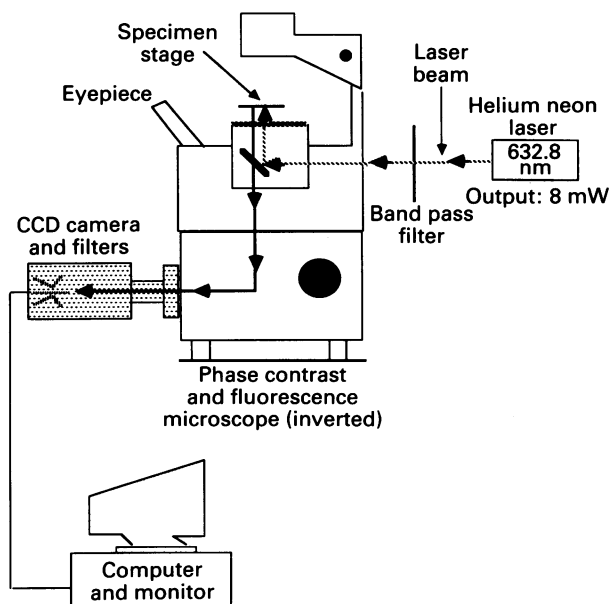 Specimen
stage
Eyepiece
Laser
beam
Helium neon
laser
632.8
nm
Output: 8 mW
Band pass
filter
CCD camera
and filters
Phase contrast
and fluorescence
microscope (inverted)
Computer
and monitor